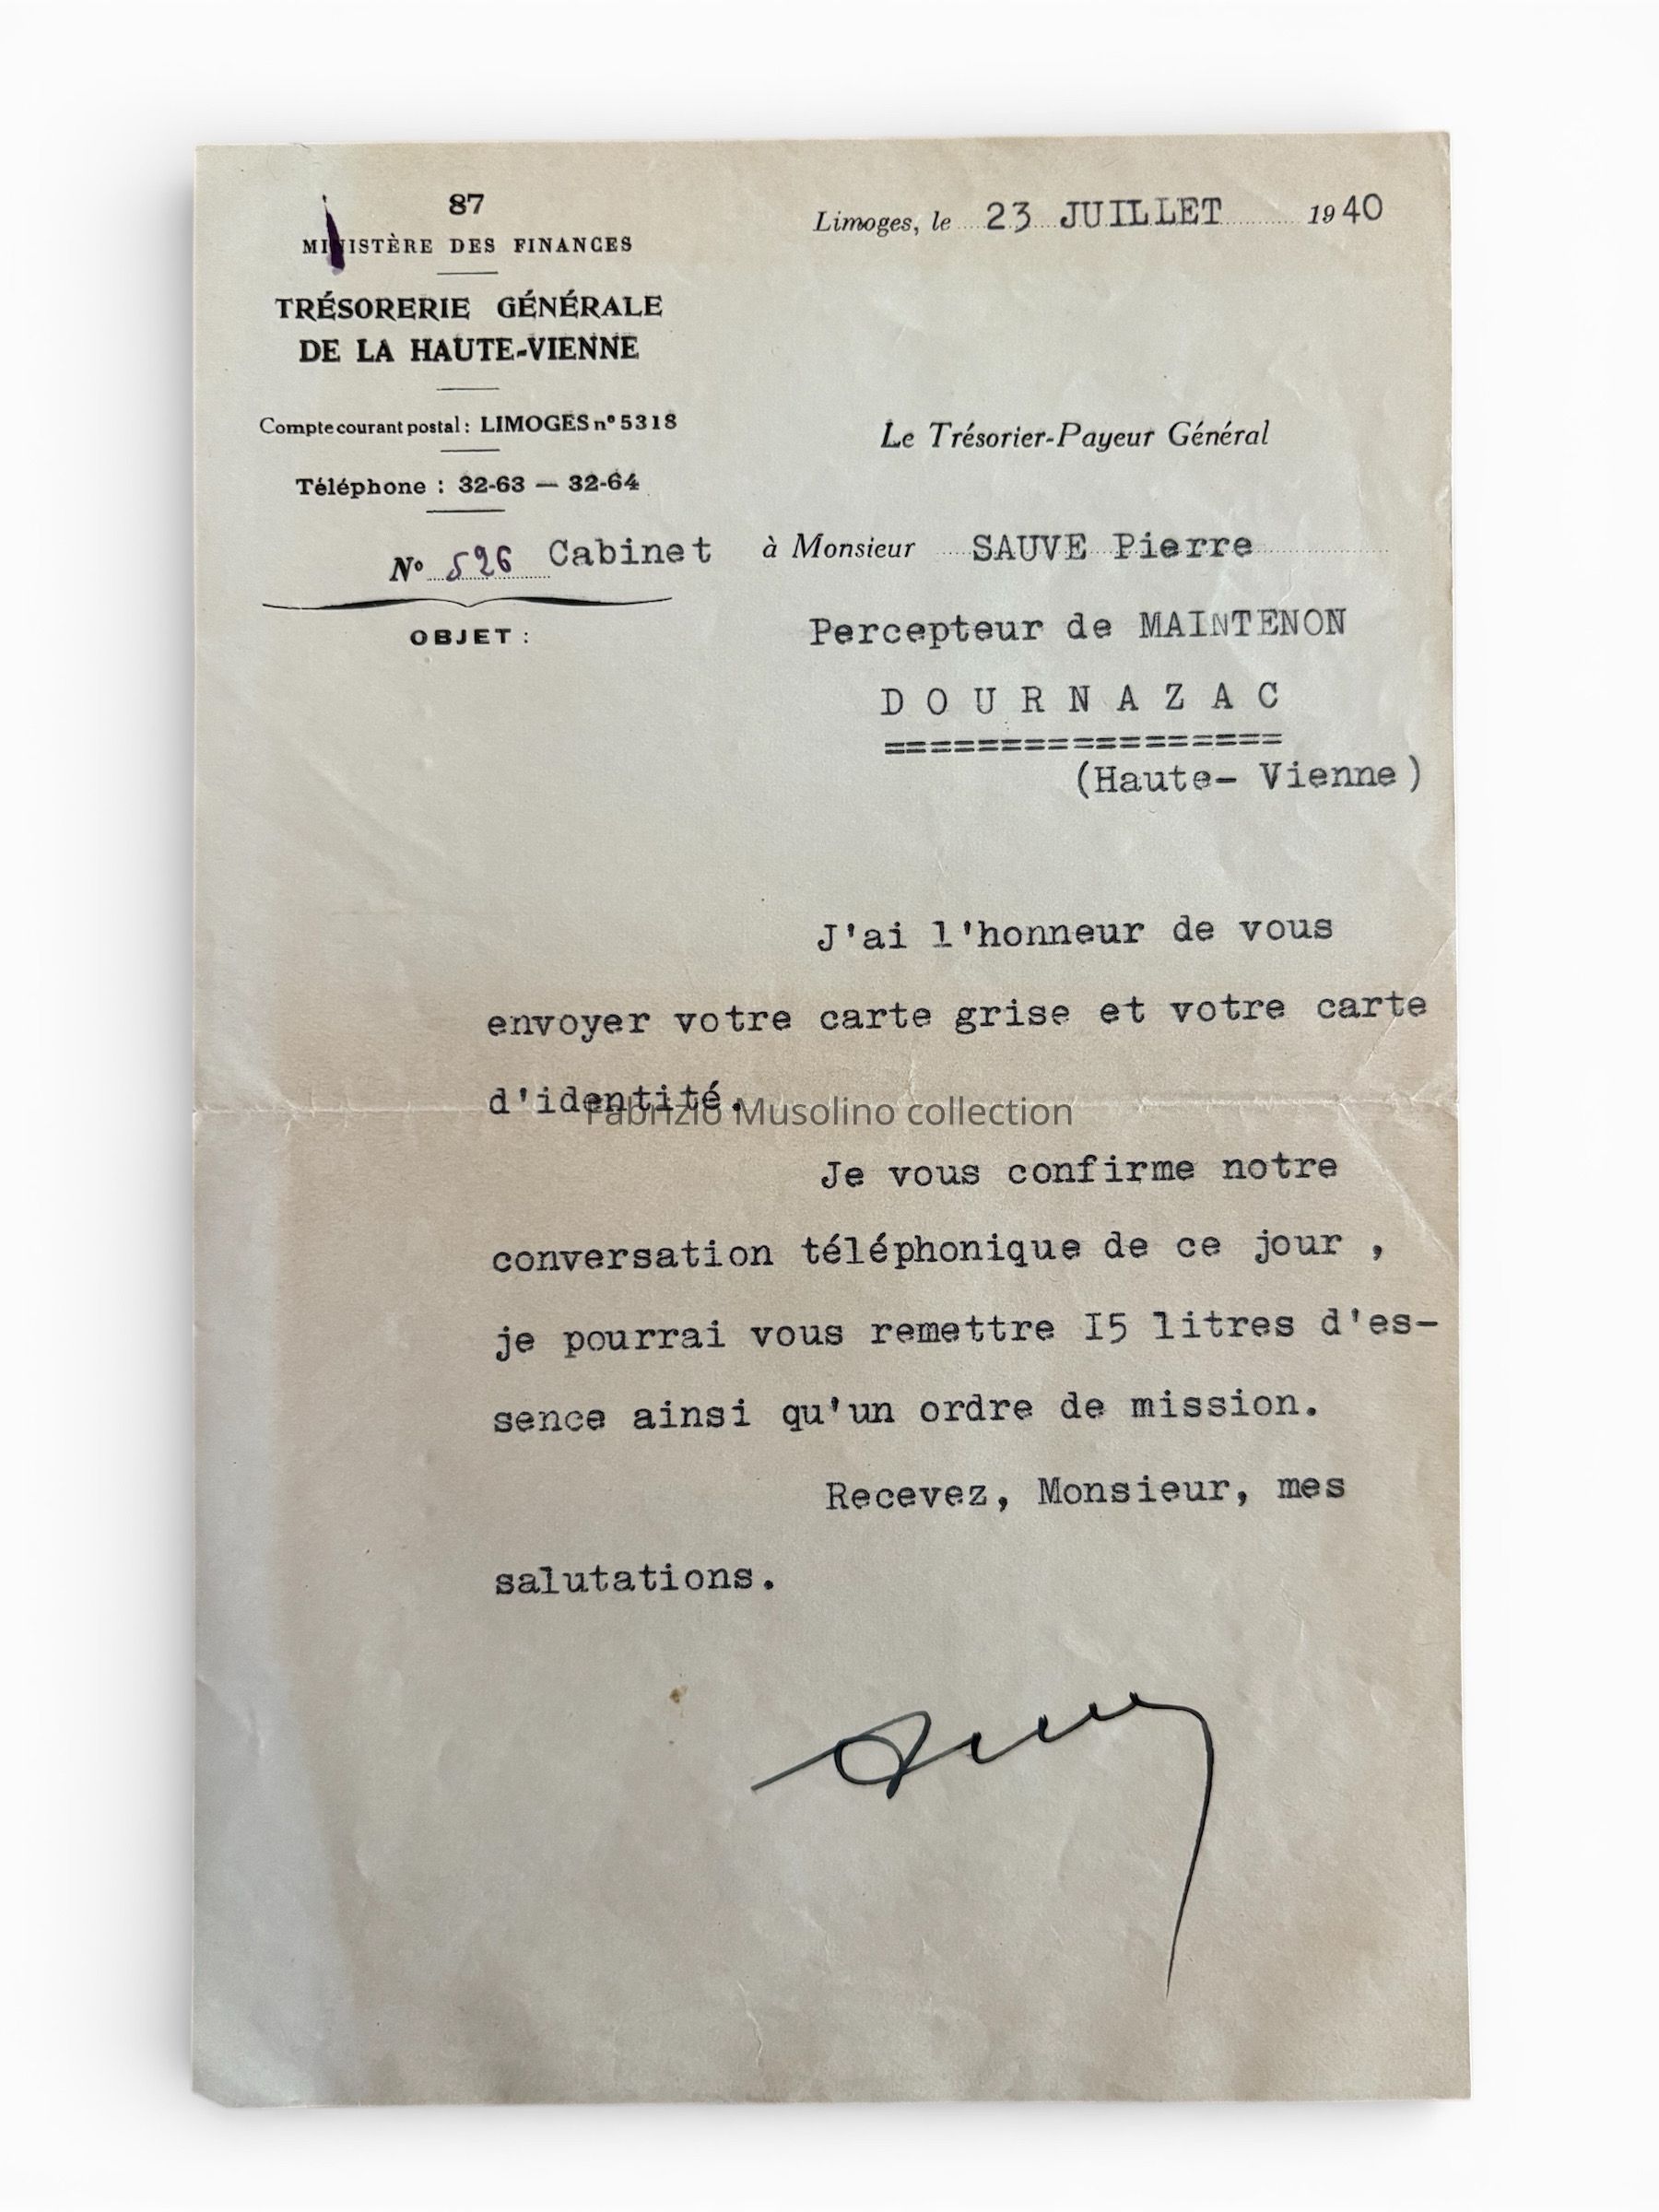 87
MINISTÈRE DES FINANCES
TRÉSORERIE GÉNÉRALE
DE LA HAUTE-VIENNE
Compte courant postal : LIMOGES nº 5318
Téléphone : 32-63 — 32-64
Nº 596 Cabinet
OBJET :
Limoges, le 23 JUILLET 1940
Le Trésorier-Payeur Général
à Monsieur SAUVE Pierre
Percepteur de MAINTENON
D O U R N A Z A C
=================
(Haute- Vienne )
J'ai l'honneur de vous
envoyer votre carte grise et votre carte
d'identité.
Fabrizio Musolino collection
Je vous confirme notre
conversation téléphonique de ce jour ,
je pourrai vous remettre I5 litres d'es-
sence ainsi qu'un ordre de mission.
Recevez, Monsieur, mes
salutations.